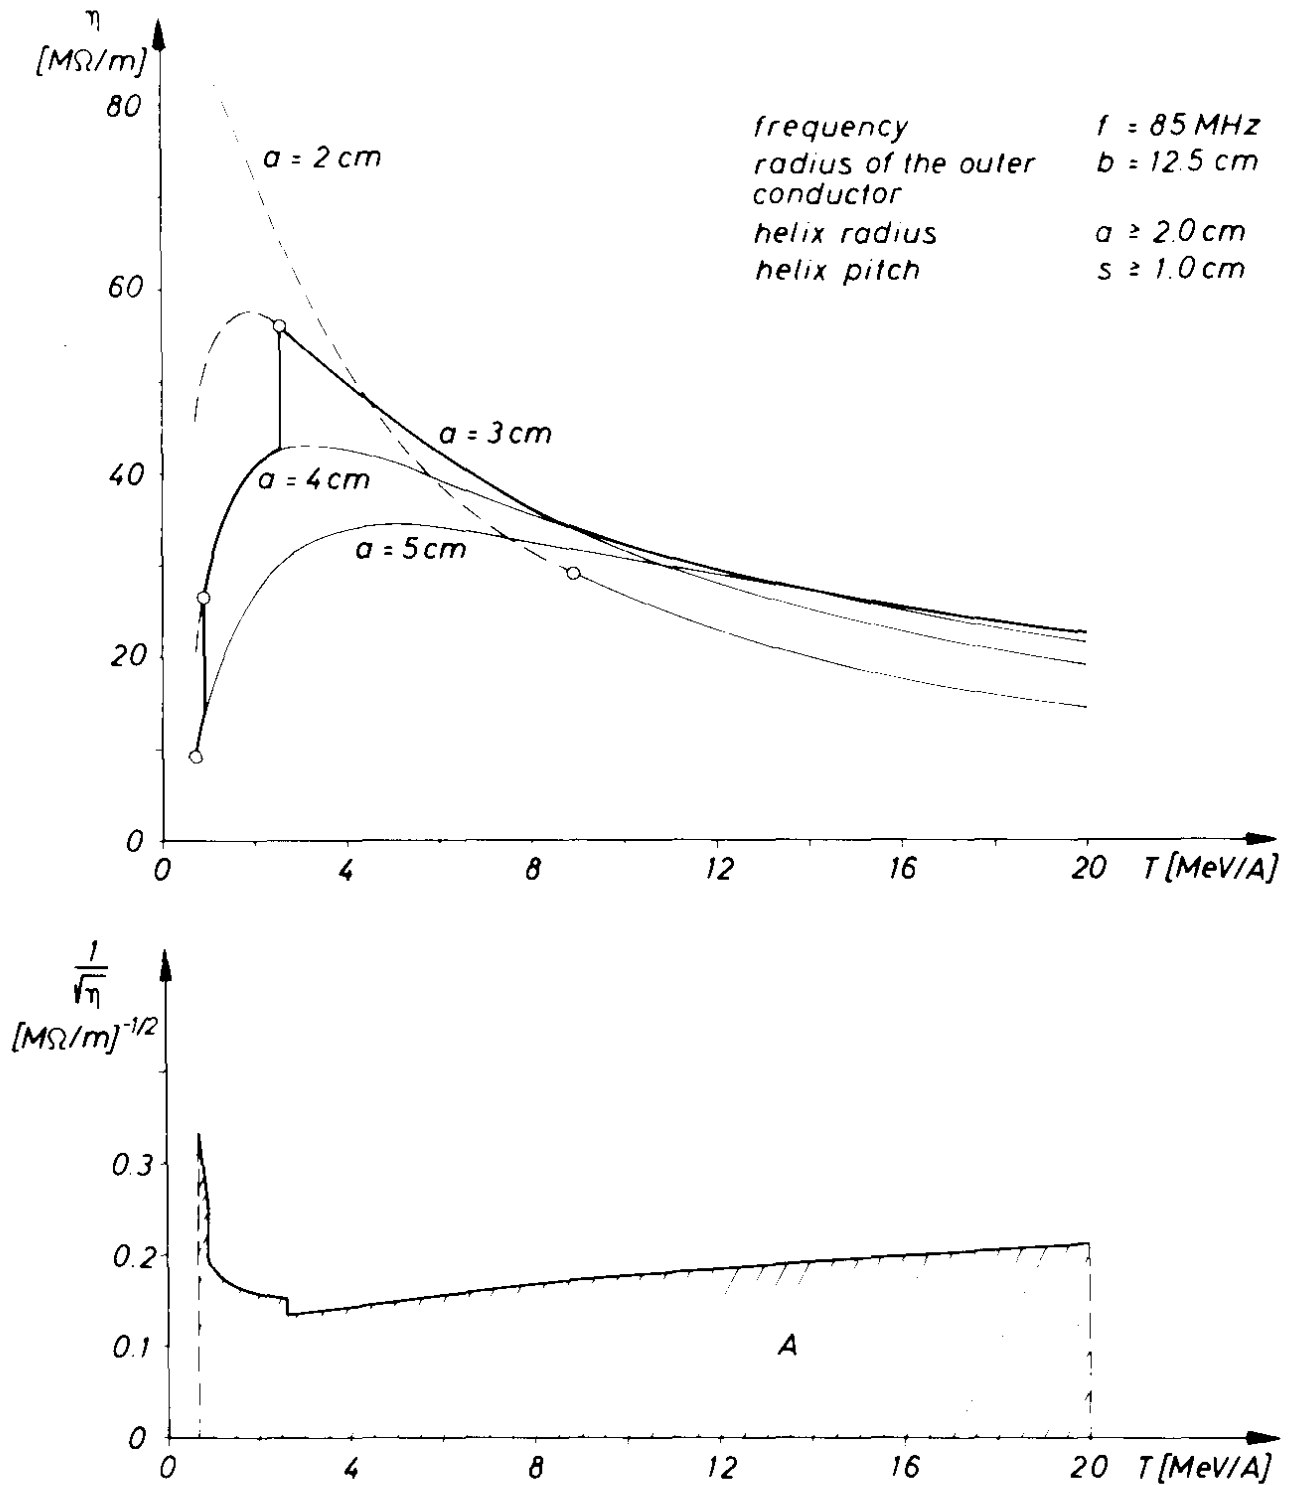 η
[MΩ/m]
80
60
40
20
0
a = 2 cm
a = 3 cm
a = 4 cm
a = 5 cm
frequency f = 85 MHz
radius of the outer b = 12.5 cm
conductor
helix radius a ≥ 2.0 cm
helix pitch s ≥ 1.0 cm
0 4 8 12 16 20 T [MeV/A]
1
√η
[MΩ/m]⁻¹/²
0.3
0.2
0.1
0
A
0 4 8 12 16 20 T [MeV/A]